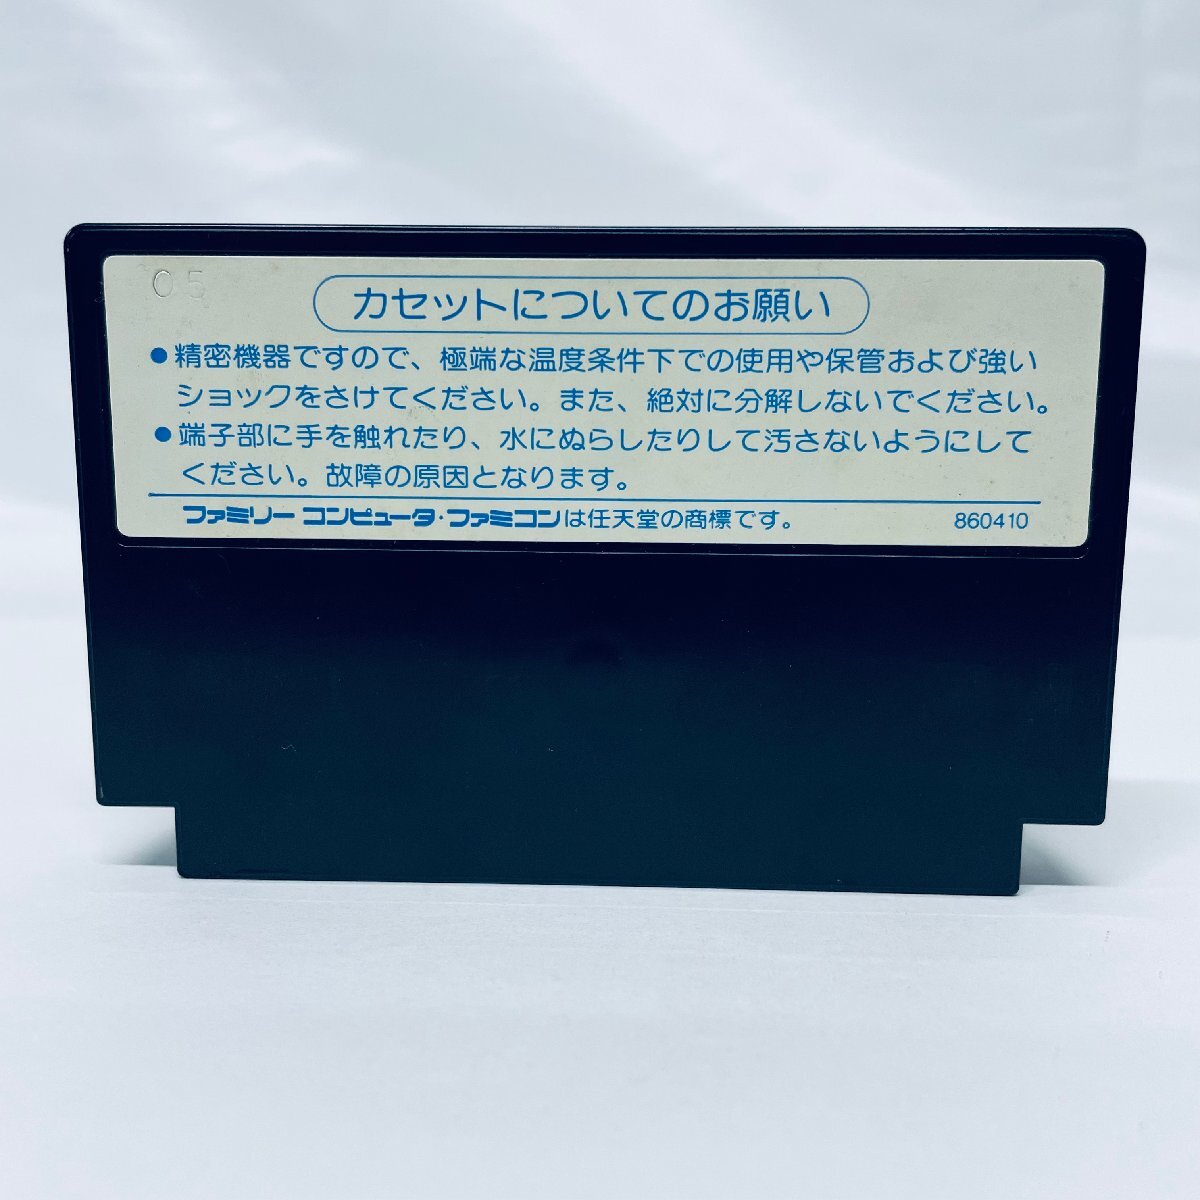 05
カセットについてのお願い
●精密機器ですので、極端な温度条件下での使用や保管および強い
ショックをさけてください。また、絶対に分解しないでください。
●端子部に手を触れたり、水にぬらしたりして汚さないようにして
ください。故障の原因となります。
ファミリーコンピュータ・ファミコンは任天堂の商標です。 860410